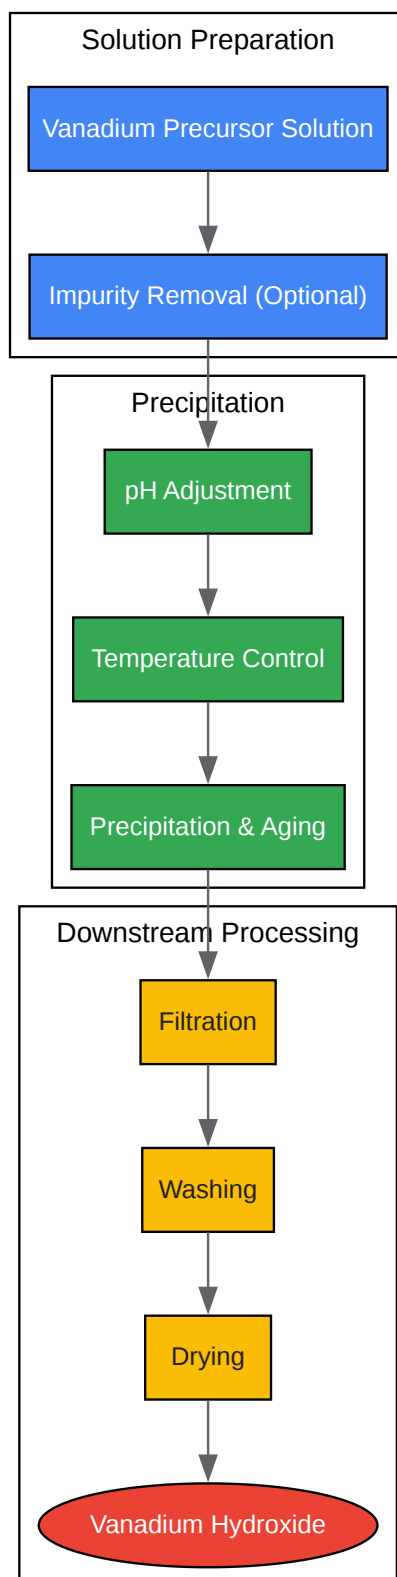 Solution Preparation
Vanadium Precursor Solution
Impurity Removal (Optional)
Precipitation
pH Adjustment
Temperature Control
Precipitation & Aging
Downstream Processing
Filtration
Washing
Drying
Vanadium Hydroxide